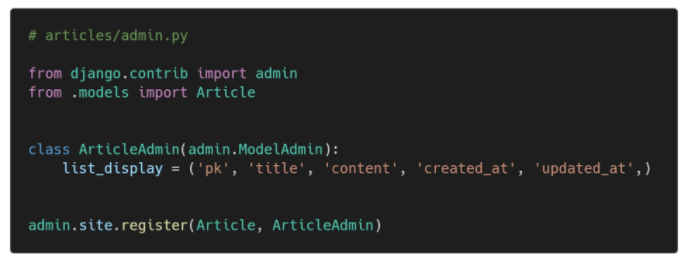 # articles/admin.py
from django.contrib import admin
from .models import Article
class ArticleAdmin(admin.ModelAdmin):
    list_display = ('pk', 'title', 'content', 'created_at', 'updated_at',)
admin.site.register(Article, ArticleAdmin)